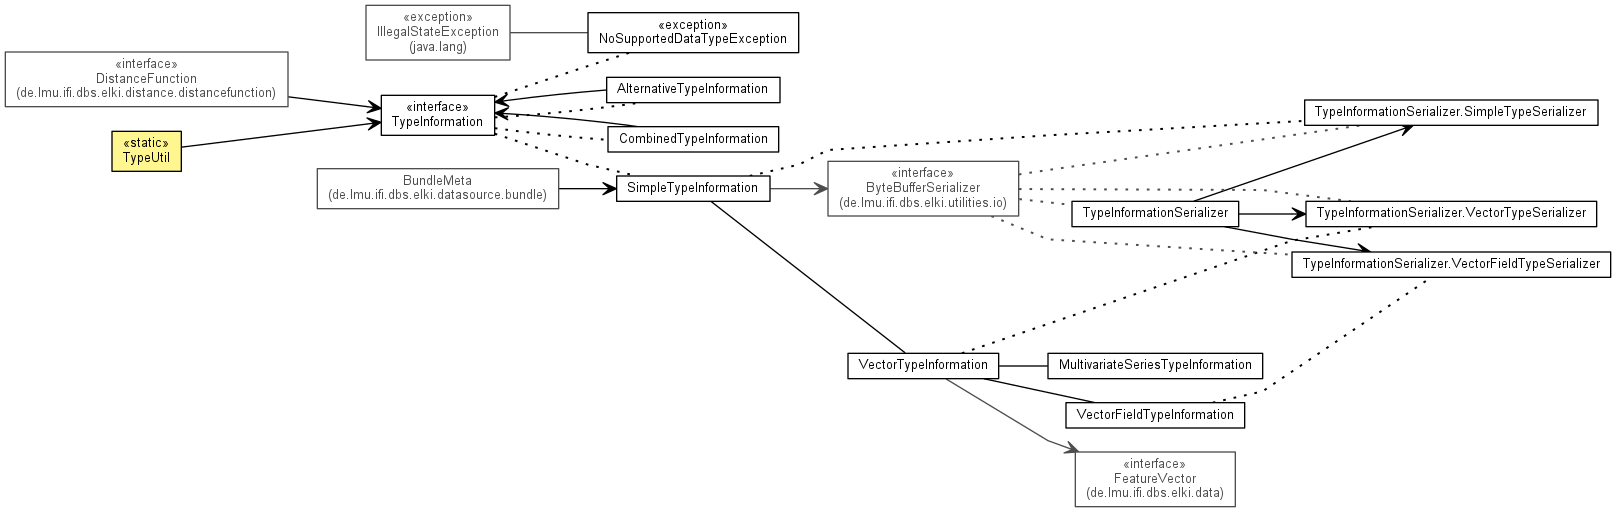 «exception»
IllegalStateException
(java.lang)
«exception»
NoSupportedDataTypeException
«interface»
DistanceFunction
(de.lmu.ifi.dbs.elki.distance.distancefunction)
«interface»
TypeInformation
AlternativeTypeInformation
CombinedTypeInformation
TypeInformationSerializer.SimpleTypeSerializer
«static»
TypeUtil
BundleMeta
(de.lmu.ifi.dbs.elki.datasource.bundle)
SimpleTypeInformation
«interface»
ByteBufferSerializer
(de.lmu.ifi.dbs.elki.utilities.io)
TypeInformationSerializer
TypeInformationSerializer.VectorTypeSerializer
TypeInformationSerializer.VectorFieldTypeSerializer
VectorTypeInformation
MultivariateSeriesTypeInformation
VectorFieldTypeInformation
«interface»
FeatureVector
(de.lmu.ifi.dbs.elki.data)